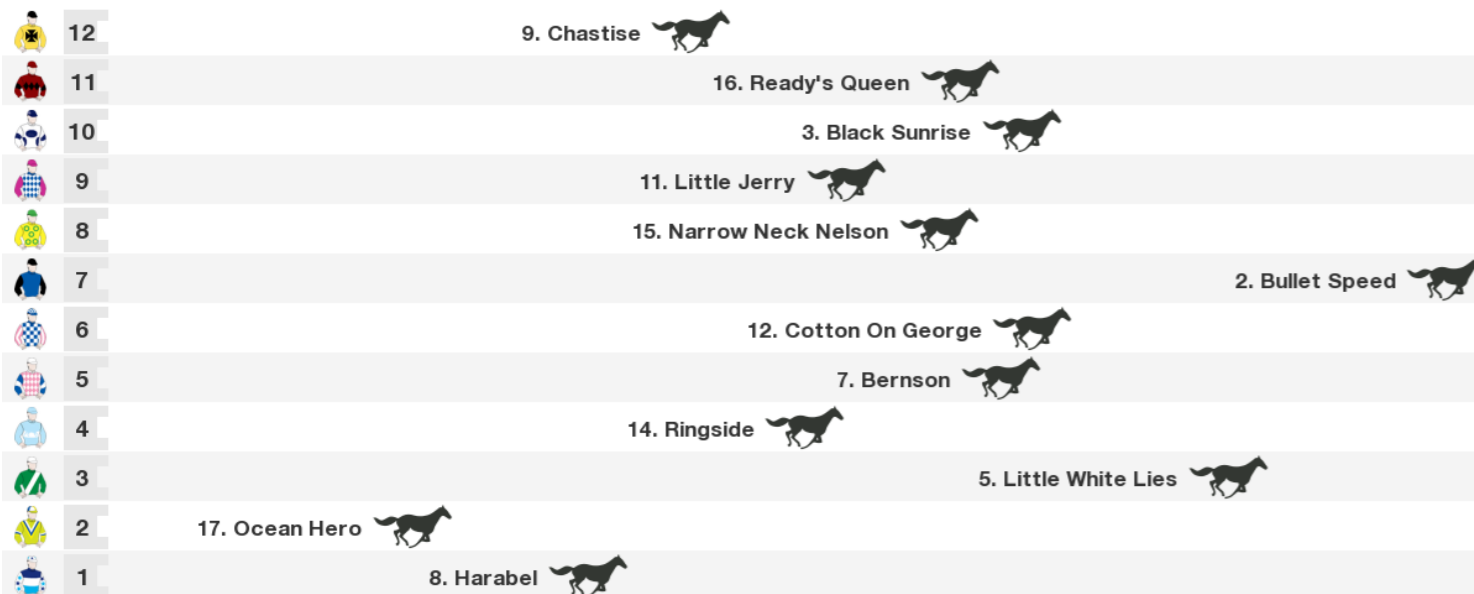 12 9. Chastise
11 16. Ready's Queen
10 3. Black Sunrise
9 11. Little Jerry
8 15. Narrow Neck Nelson
7 2. Bullet Speed
6 12. Cotton On George
5 7. Bernson
4 14. Ringside
3 5. Little White Lies
2 17. Ocean Hero
1 8. Harabel